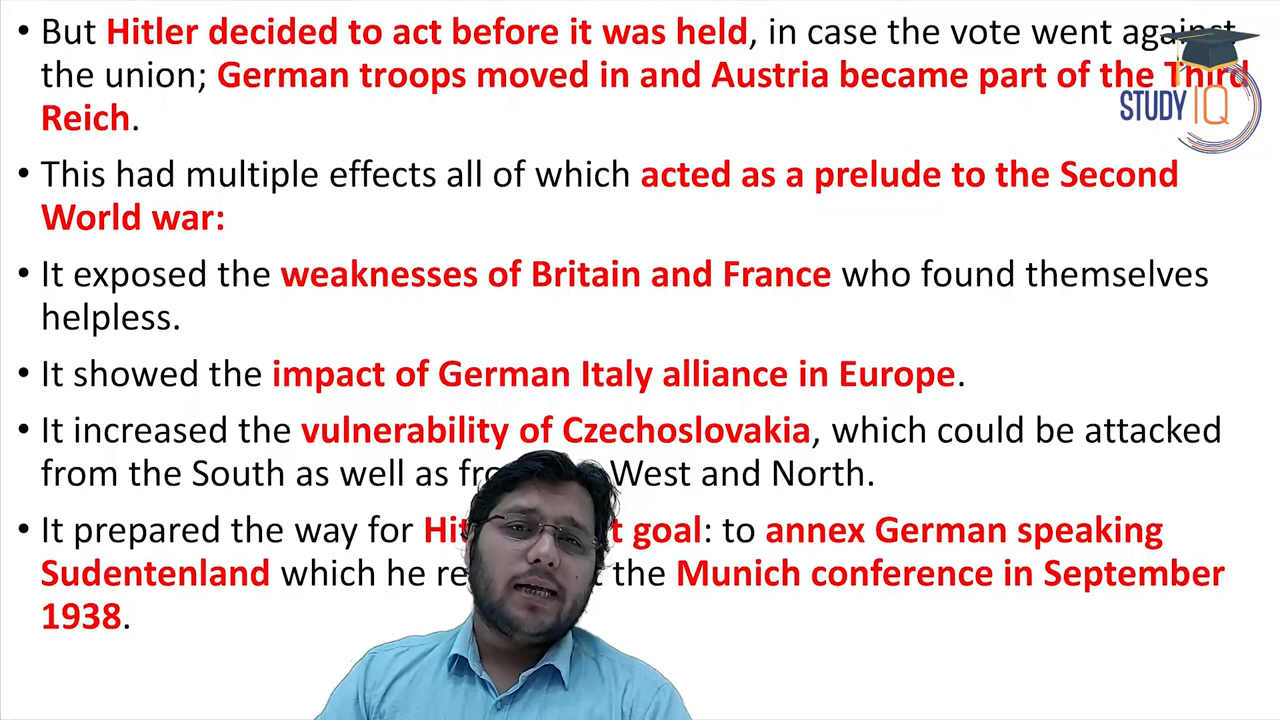 • But Hitler decided to act before it was held, in case the vote went against
the union; German troops moved in and Austria became part of the Third
Reich.
STUDY IQ
• This had multiple effects all of which acted as a prelude to the Second
World war:
• It exposed the weaknesses of Britain and France who found themselves
helpless.
• It showed the impact of German Italy alliance in Europe.
• It increased the vulnerability of Czechoslovakia, which could be attacked
from the South as well as West and North.
• It prepared the way for goal: to annex German speaking
Sudentenland which he the Munich conference in September
1938.